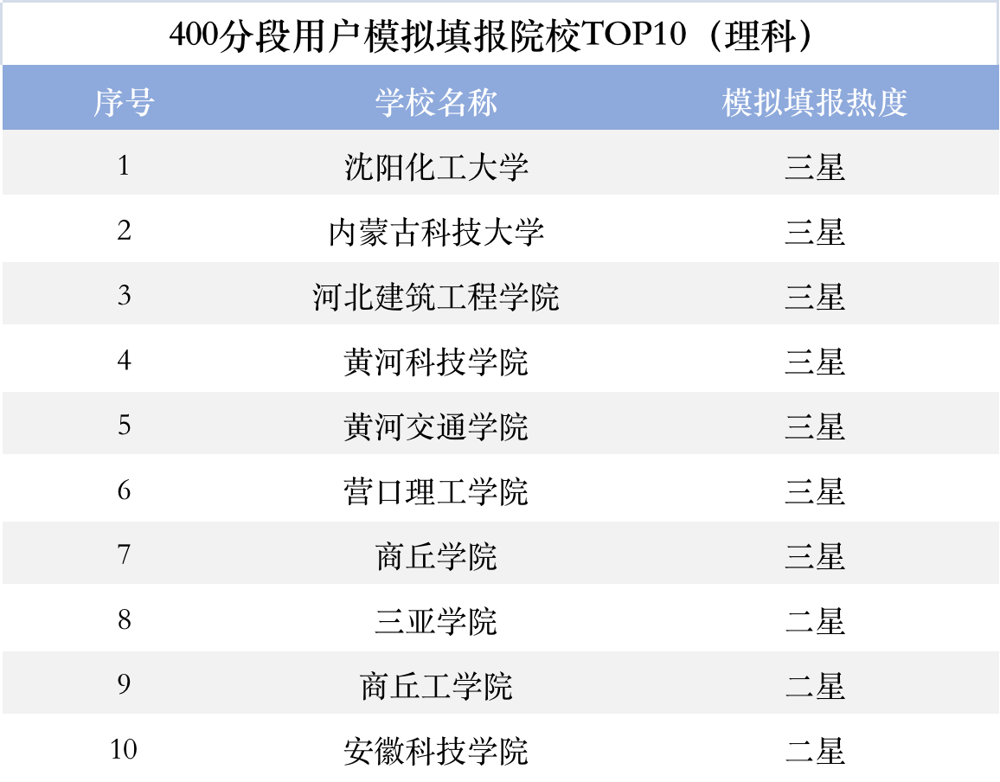 400分段用户模拟填报院校TOP10（理科）
序号 学校名称 模拟填报热度
1 沈阳化工大学 三星
2 内蒙古科技大学 三星
3 河北建筑工程学院 三星
4 黄河科技学院 三星
5 黄河交通学院 三星
6 营口理工学院 三星
7 商丘学院 三星
8 三亚学院 二星
9 商丘工学院 二星
10 安徽科技学院 二星